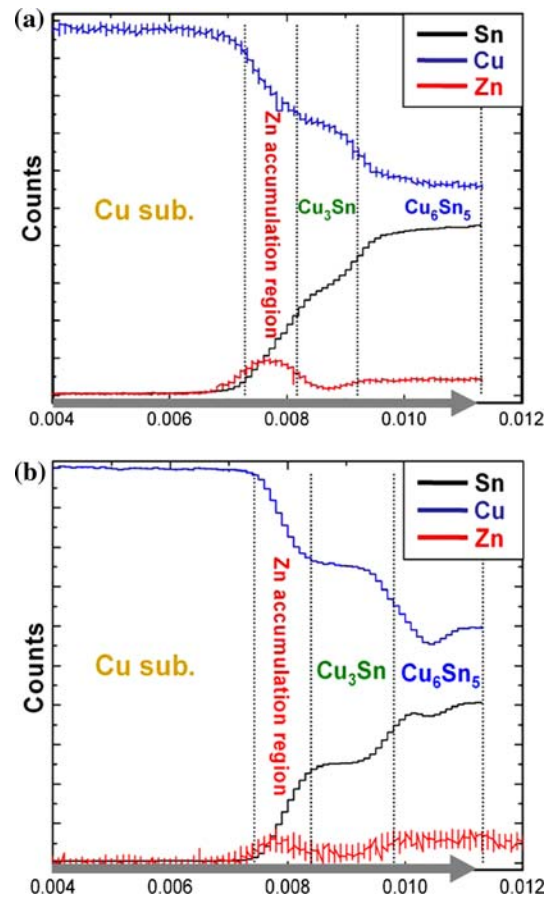 (a)
Sn
Cu
Zn
Counts
Cu sub.
Zn accumulation region
Cu3Sn
Cu6Sn5
0.004 0.006 0.008 0.010 0.012
(b)
Sn
Cu
Zn
Counts
Cu sub.
Zn accumulation region
Cu3Sn
Cu6Sn5
0.004 0.006 0.008 0.010 0.012